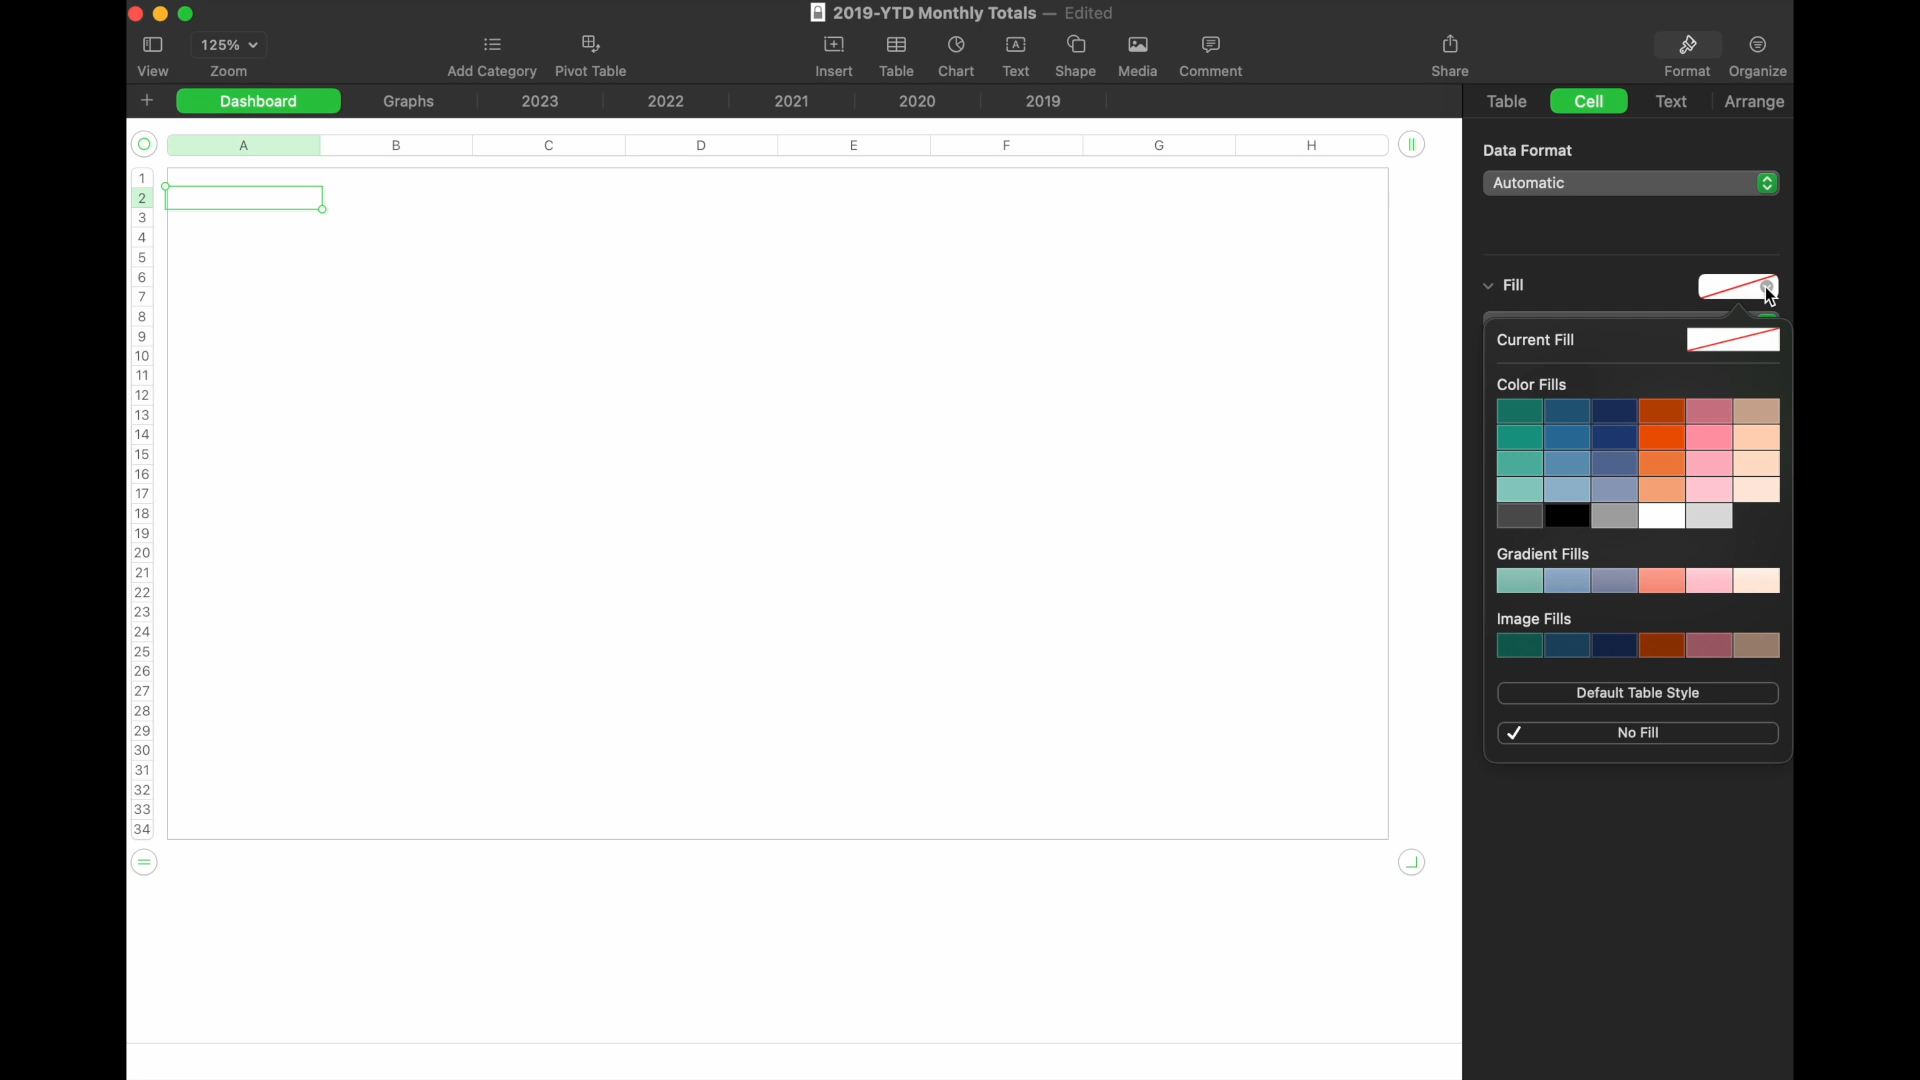 2019-YTD Monthly Totals — Edited
125%
View Zoom Add Category Pivot Table Insert Table Chart Text Shape Media Comment Share Format Organize
+ Dashboard Graphs 2023 2022 2021 2020 2019 Table Cell Text Arrange
A B C D E F G H
1
2
3
4
5
6
7
8
9
10
11
12
13
14
15
16
17
18
19
20
21
22
23
24
25
26
27
28
29
30
31
32
33
34
Data Format
Automatic
Fill
Current Fill
Color Fills
Gradient Fills
Image Fills
Default Table Style
✓ No Fill